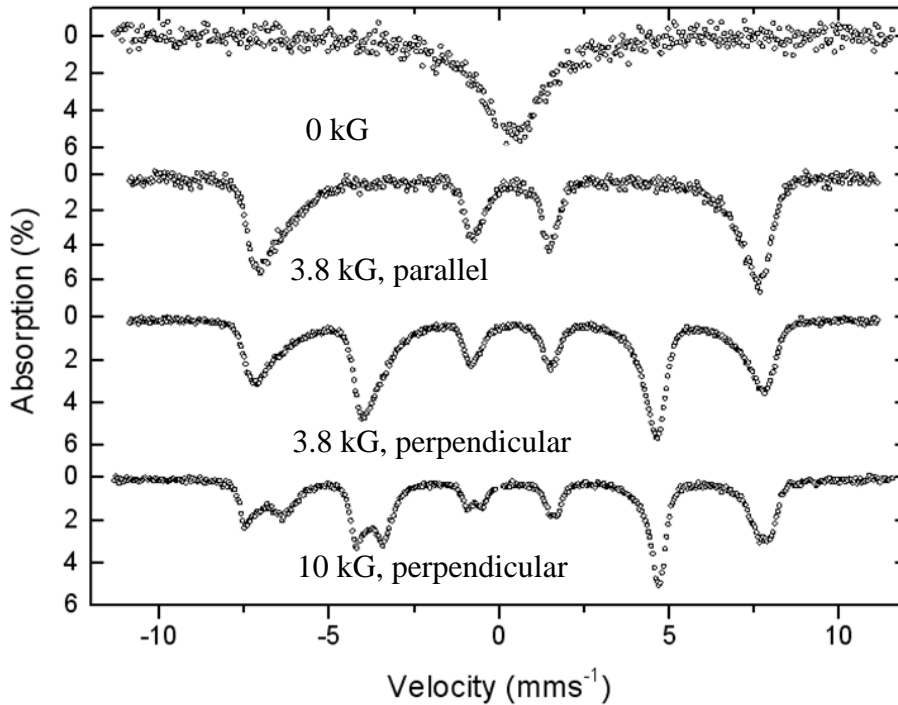 0
2
4
6
0 kG
0
2
4
6
3.8 kG, parallel
0
2
4
6
3.8 kG, perpendicular
0
2
4
6
10 kG, perpendicular
Absorption (%)
-10 -5 0 5 10
Velocity (mms⁻¹)